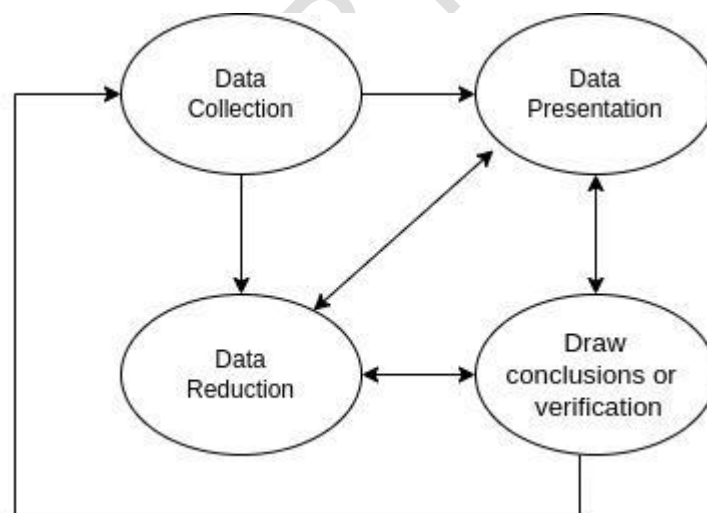 Data
Collection
Data
Presentation
Data
Reduction
Draw
conclusions or
verification